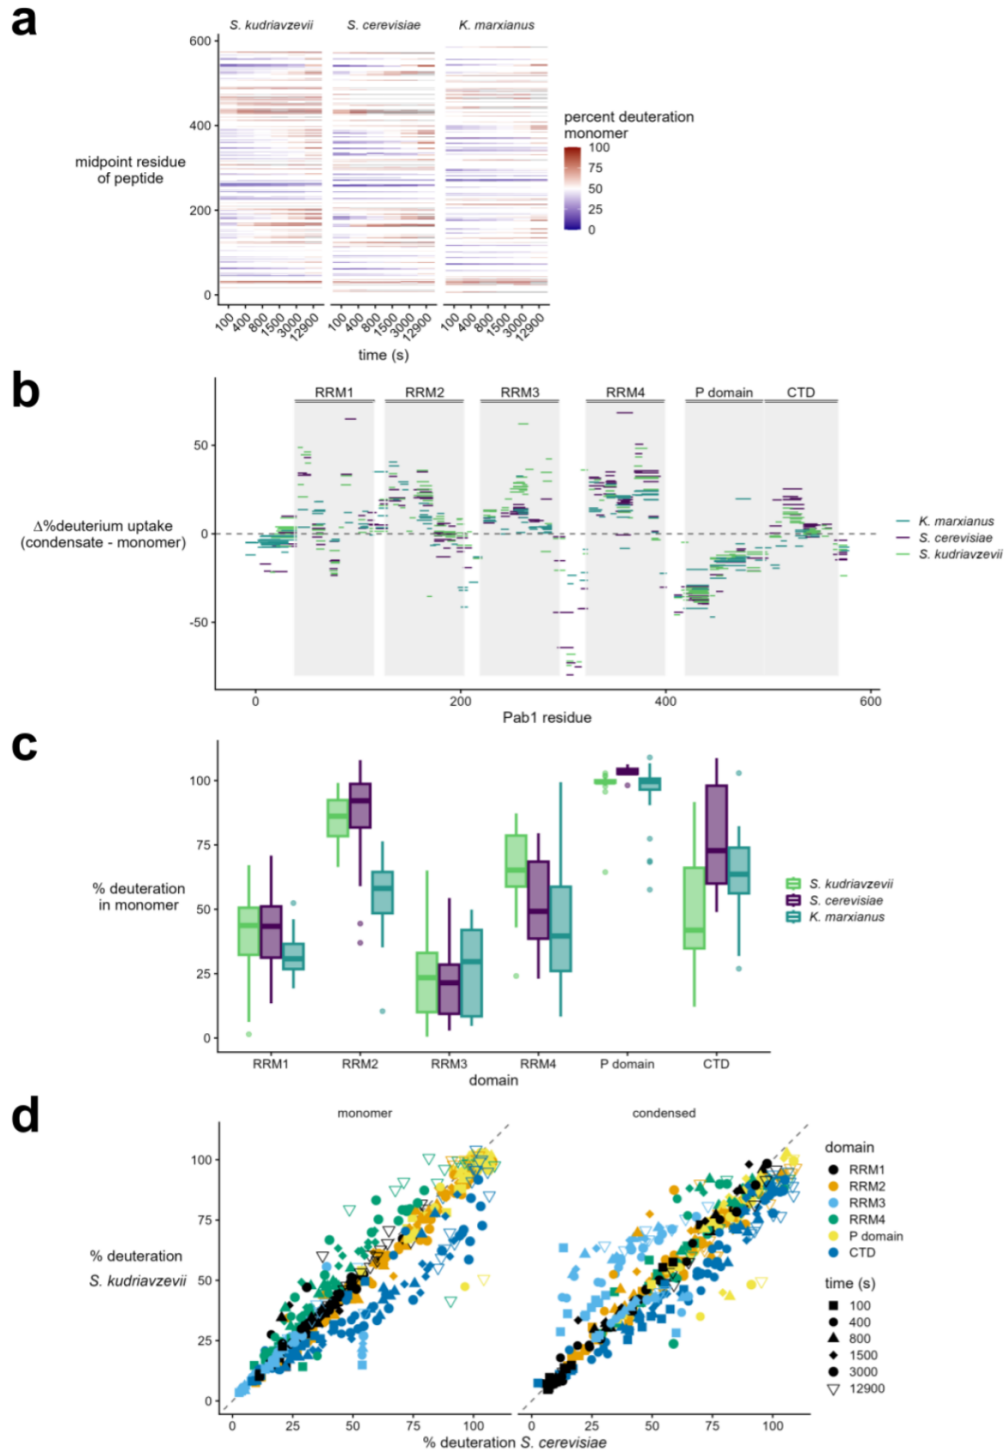 a
S. kudriavzevii S. cerevisiae K. marxianus
600
400
200
0
midpoint residue
of peptide
100 400 800 1500 3000 12900 100 400 800 1500 3000 12900 100 400 800 1500 3000 12900
time (s)
percent deuteration
monomer
100
75
50
25
0
b
RRM1 RRM2 RRM3 RRM4 P domain CTD
50
0
-50
Δ%deuterium uptake
(condensate - monomer)
0 200 400 600
Pab1 residue
K. marxianus
S. cerevisiae
S. kudriavzevii
c
100
75
50
25
0
% deuteration
in monomer
RRM1 RRM2 RRM3 RRM4 P domain CTD
domain
S. kudriavzevii
S. cerevisiae
K. marxianus
d
monomer condensed
100
75
50
25
0
% deuteration
S. kudriavzevii
0 25 50 75 100 0 25 50 75 100
% deuteration S. cerevisiae
domain
RRM1
RRM2
RRM3
RRM4
P domain
CTD
time (s)
100
400
800
1500
3000
12900